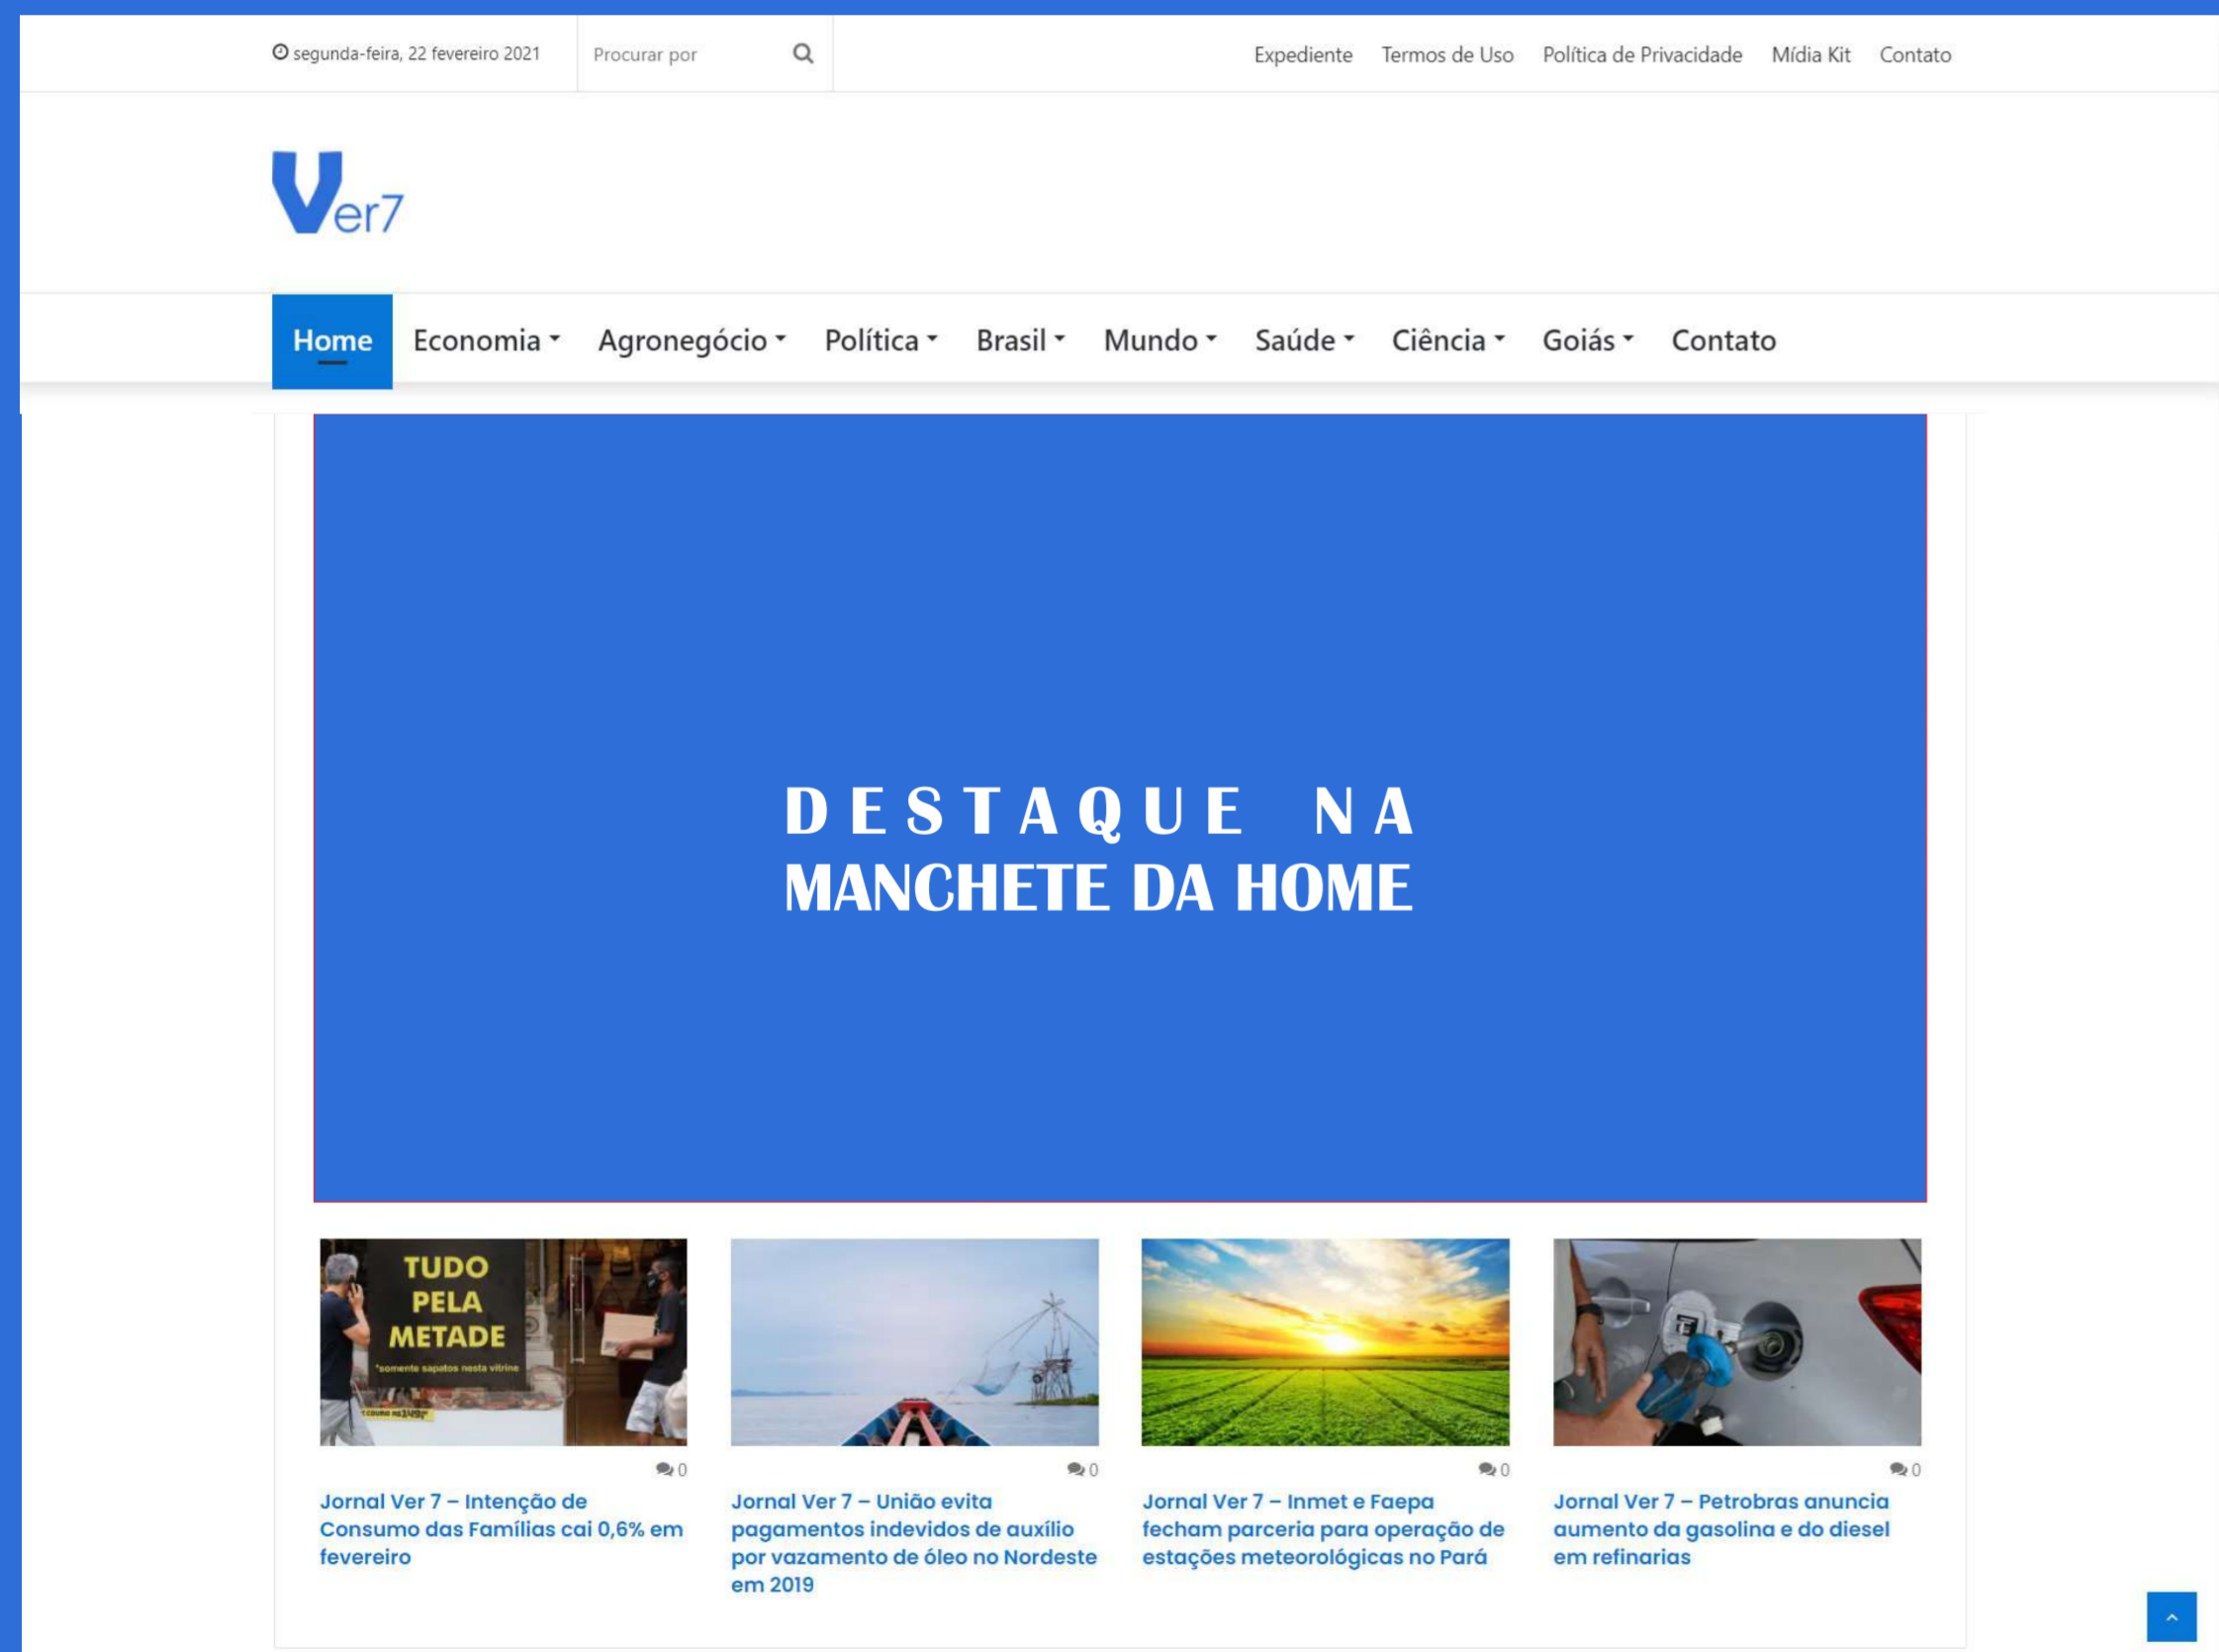 segunda-feira, 22 fevereiro 2021
Procurar por
Expediente Termos de Uso Política de Privacidade Mídia Kit Contato
Ver7
Home Economia Agronegócio Política Brasil Mundo Saúde Ciência Goiás Contato
DESTAQUE NA
MANCHETE DA HOME
TUDO
PELA
METADE
*somente sapatos nesta vitrine
0
Jornal Ver 7 – Intenção de
Consumo das Famílias cai 0,6% em
fevereiro
0
Jornal Ver 7 – União evita
pagamentos indevidos de auxílio
por vazamento de óleo no Nordeste
em 2019
0
Jornal Ver 7 – Inmet e Faepa
fecham parceria para operação de
estações meteorológicas no Pará
0
Jornal Ver 7 – Petrobras anuncia
aumento da gasolina e do diesel
em refinarias